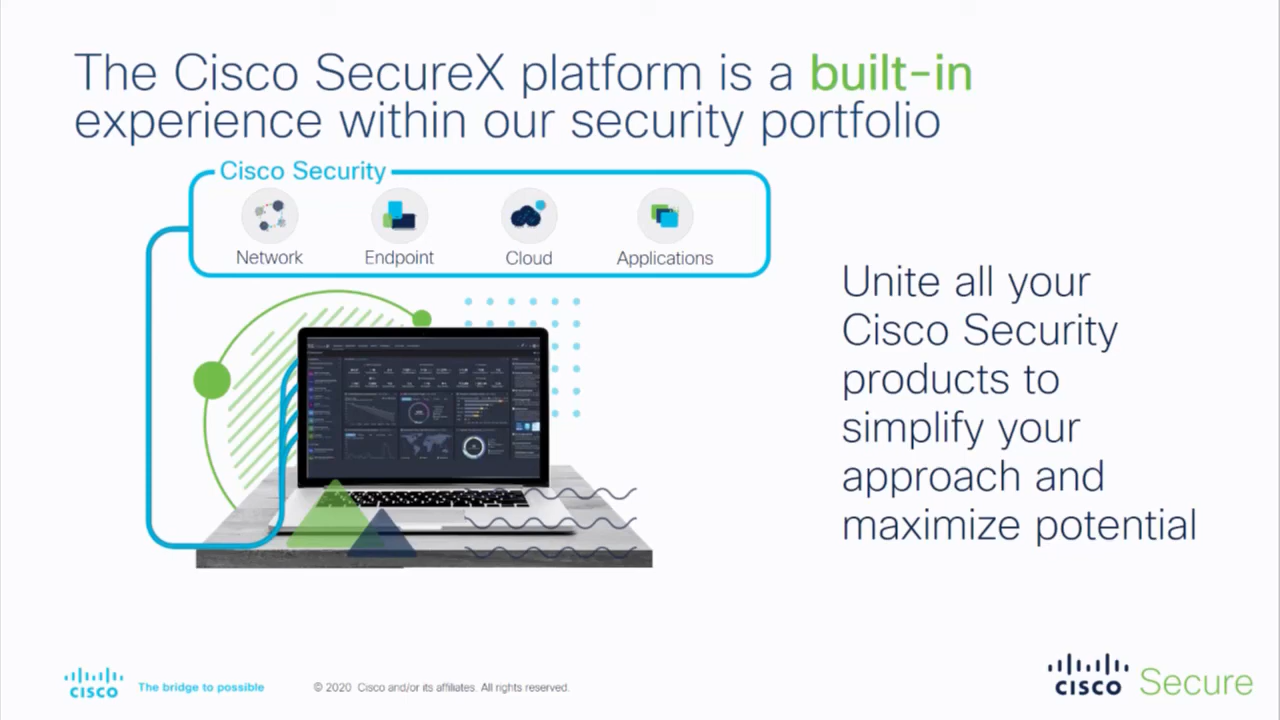 The Cisco SecureX platform is a built-in
experience within our security portfolio
Cisco Security
Network
Endpoint
Cloud
Applications
Unite all your
Cisco Security
products to
simplify your
approach and
maximize potential
CISCO
The bridge to possible
© 2020 Cisco and/or its affiliates. All rights reserved.
CISCO Secure